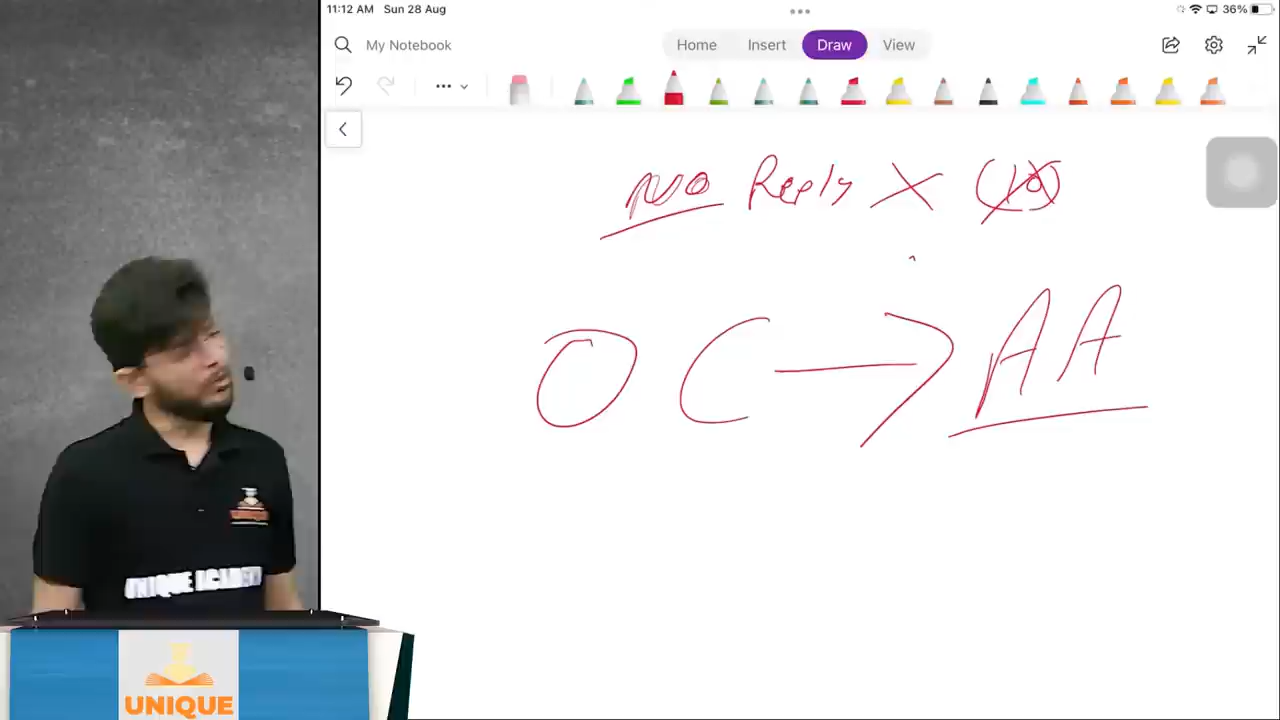 11:12 AM Sun 28 Aug
36%
My Notebook
Home Insert Draw View
NO Reply X
OC → AA
UNIQUE ACADEMY
UNIQUE